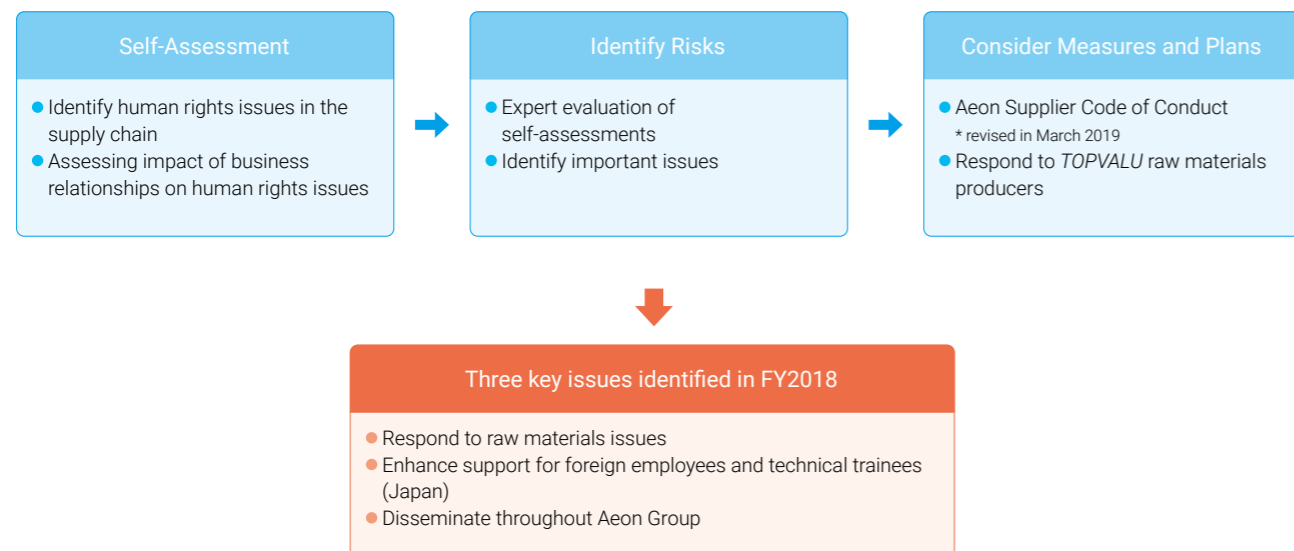 Self-Assessment
● Identify human rights issues in the
supply chain
● Assessing impact of business
relationships on human rights issues
Identify Risks
● Expert evaluation of
self-assessments
● Identify important issues
Consider Measures and Plans
● Aeon Supplier Code of Conduct
* revised in March 2019
● Respond to TOPVALU raw materials
producers
Three key issues identified in FY2018
● Respond to raw materials issues
● Enhance support for foreign employees and technical trainees
(Japan)
● Disseminate throughout Aeon Group